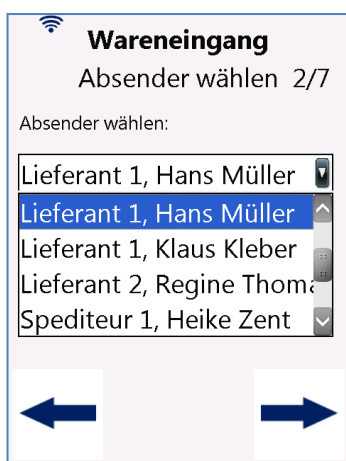 Wareneingang
Absender wählen 2/7
Absender wählen:
Lieferant 1, Hans Müller
Lieferant 1, Hans Müller
Lieferant 1, Klaus Kleber
Lieferant 2, Regine
Spediteur 1, Heike Zent